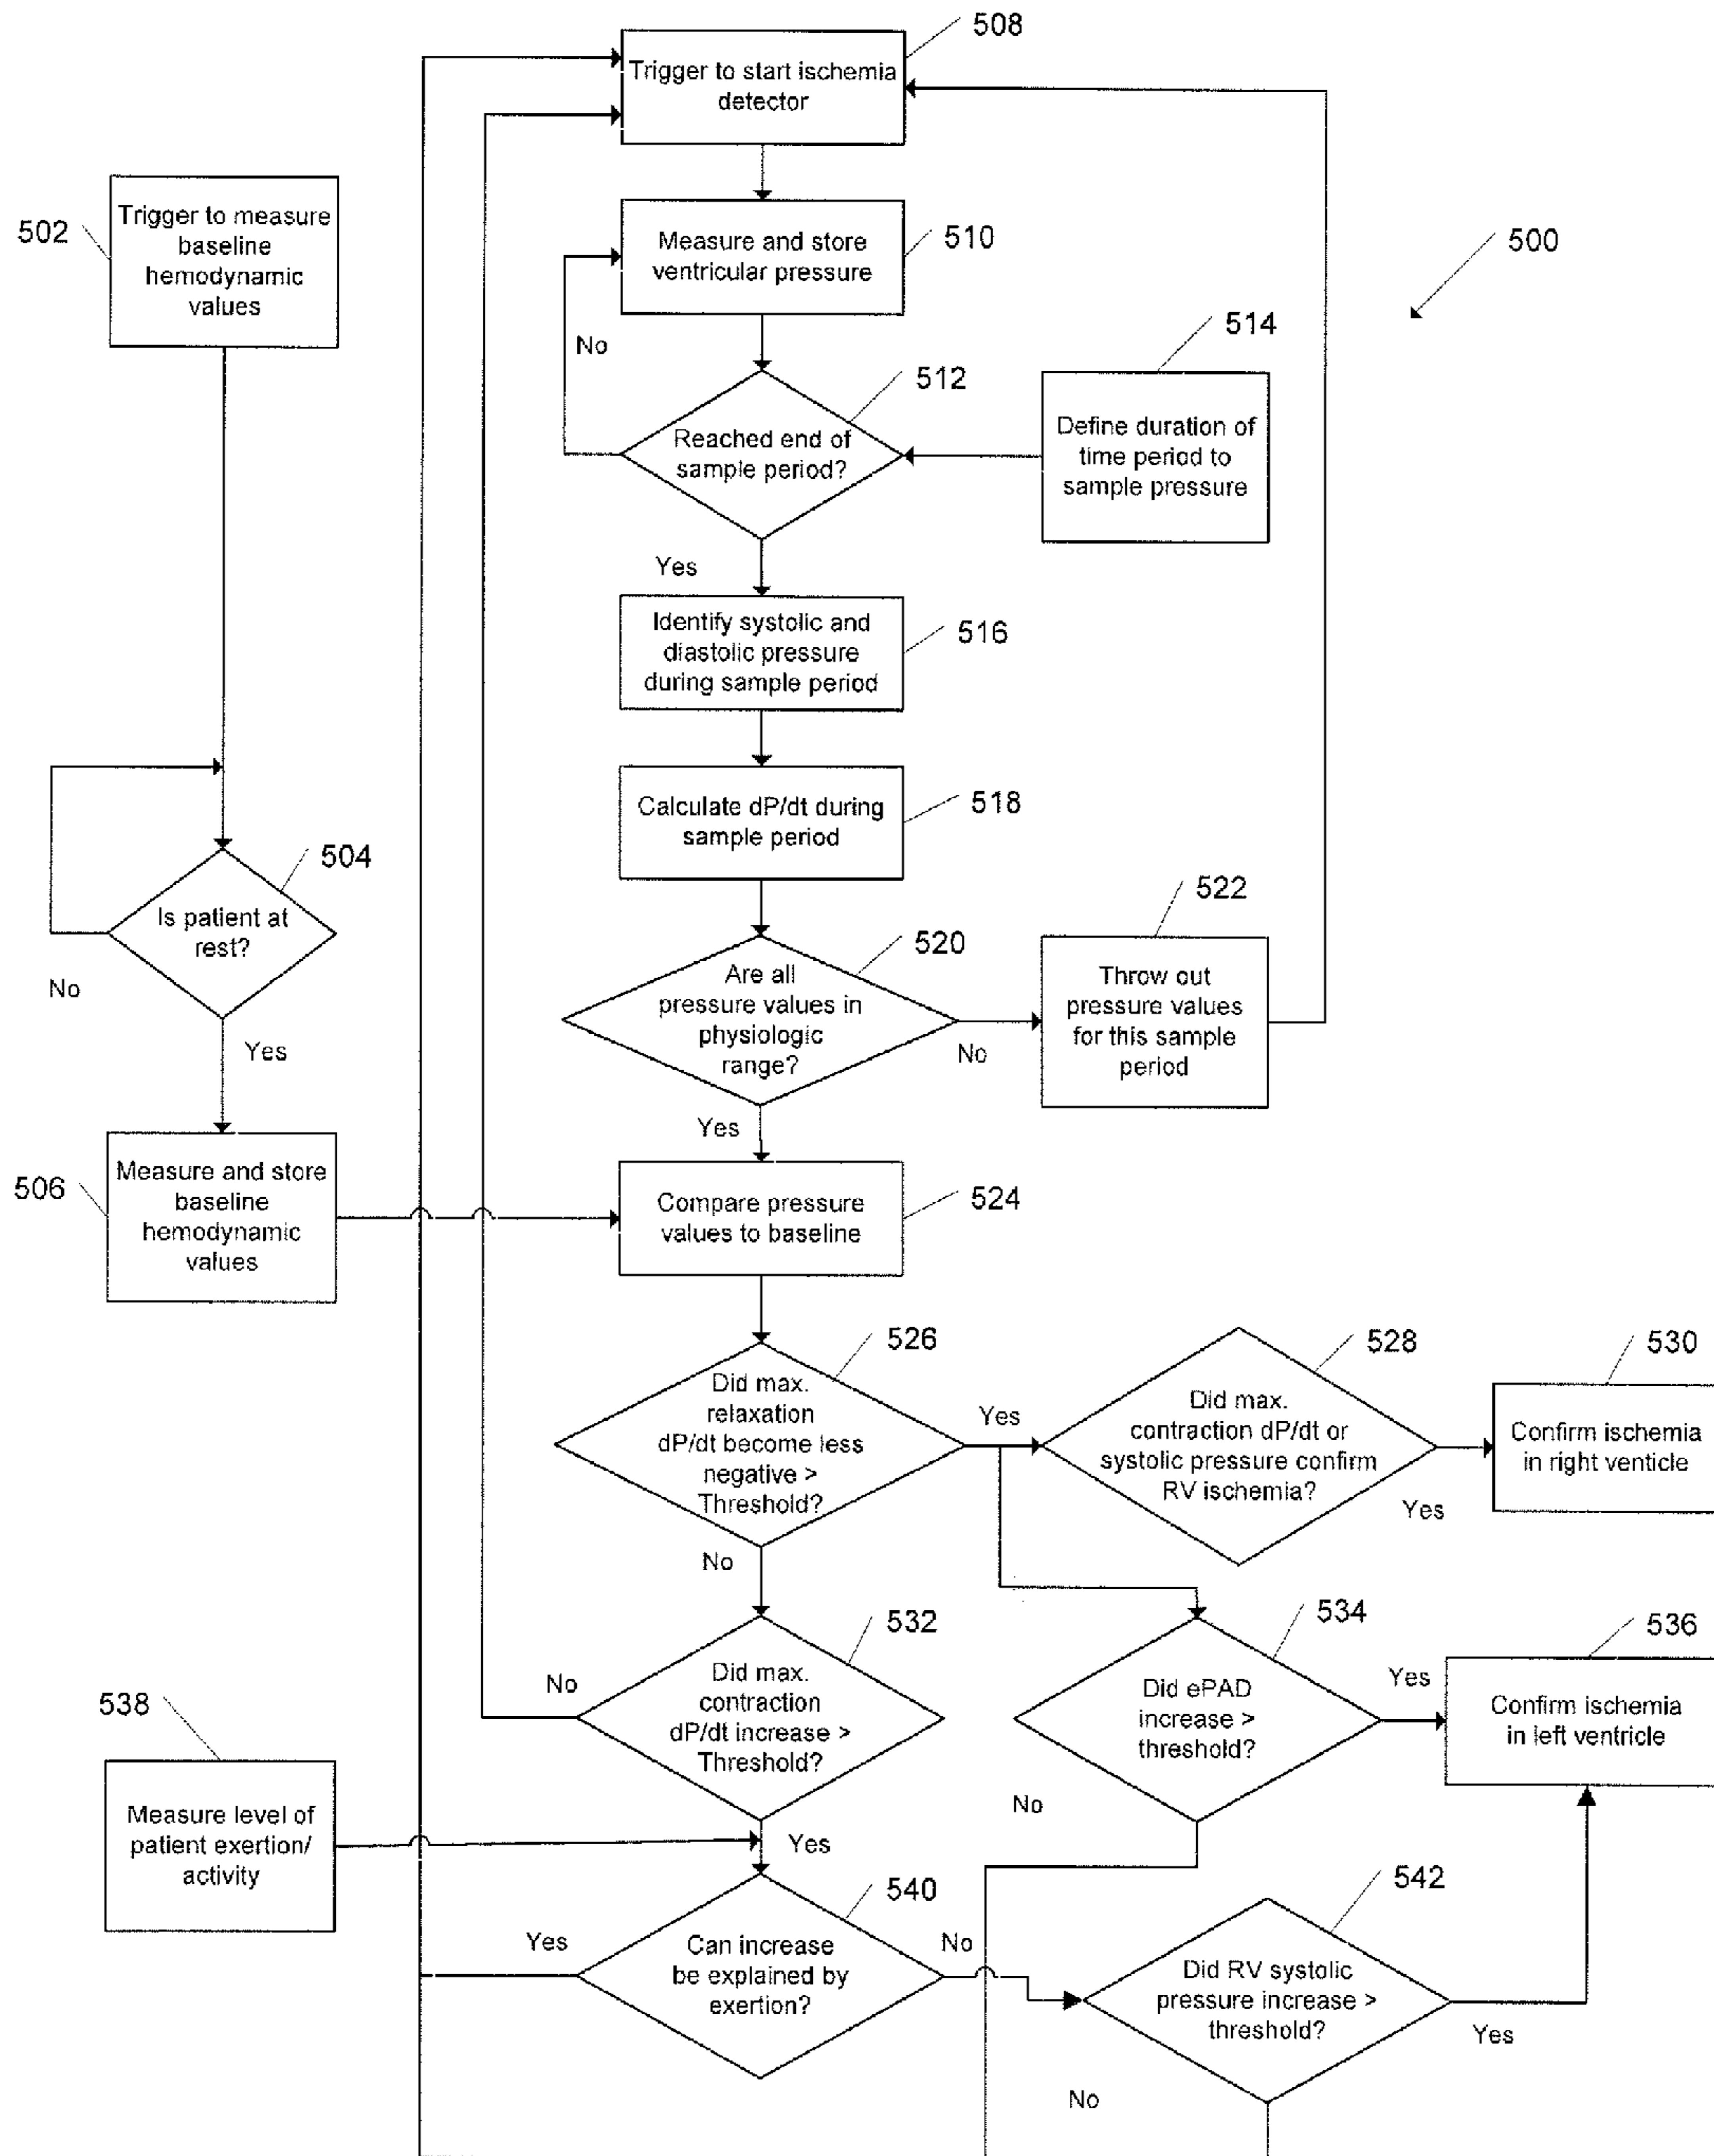 508
Trigger to start ischemia
detector
502
Trigger to measure
baseline
hemodynamic
values
Measure and store
ventricular pressure
510
500
No
512
514
Reached end of
sample period?
Define duration of
time period to
sample pressure
Yes
Identify systolic and
diastolic pressure
during sample period
516
Calculate dP/dt during
sample period
518
504
Is patient at
rest?
No
Yes
520
522
Are all
pressure values in
physiologic
range?
No
Throw out
pressure values
for this sample
period
Yes
506
Measure and store
baseline
hemodynamic
values
Compare pressure
values to baseline
524
526
528
530
Did max.
relaxation
dP/dt become less
negative >
Threshold?
Yes
Did max.
contraction dP/dt or
systolic pressure confirm
RV ischemia?
Yes
Confirm ischemia
in right venticle
No
532
534
536
No
Did max.
contraction
dP/dt increase >
Threshold?
Did ePAD
increase >
threshold?
Yes
Confirm ischemia
in left ventricle
538
No
Measure level of
patient exertion/
activity
Yes
540
542
Yes
Can increase
be explained by
exertion?
No
Did RV systolic
pressure increase >
threshold?
Yes
No